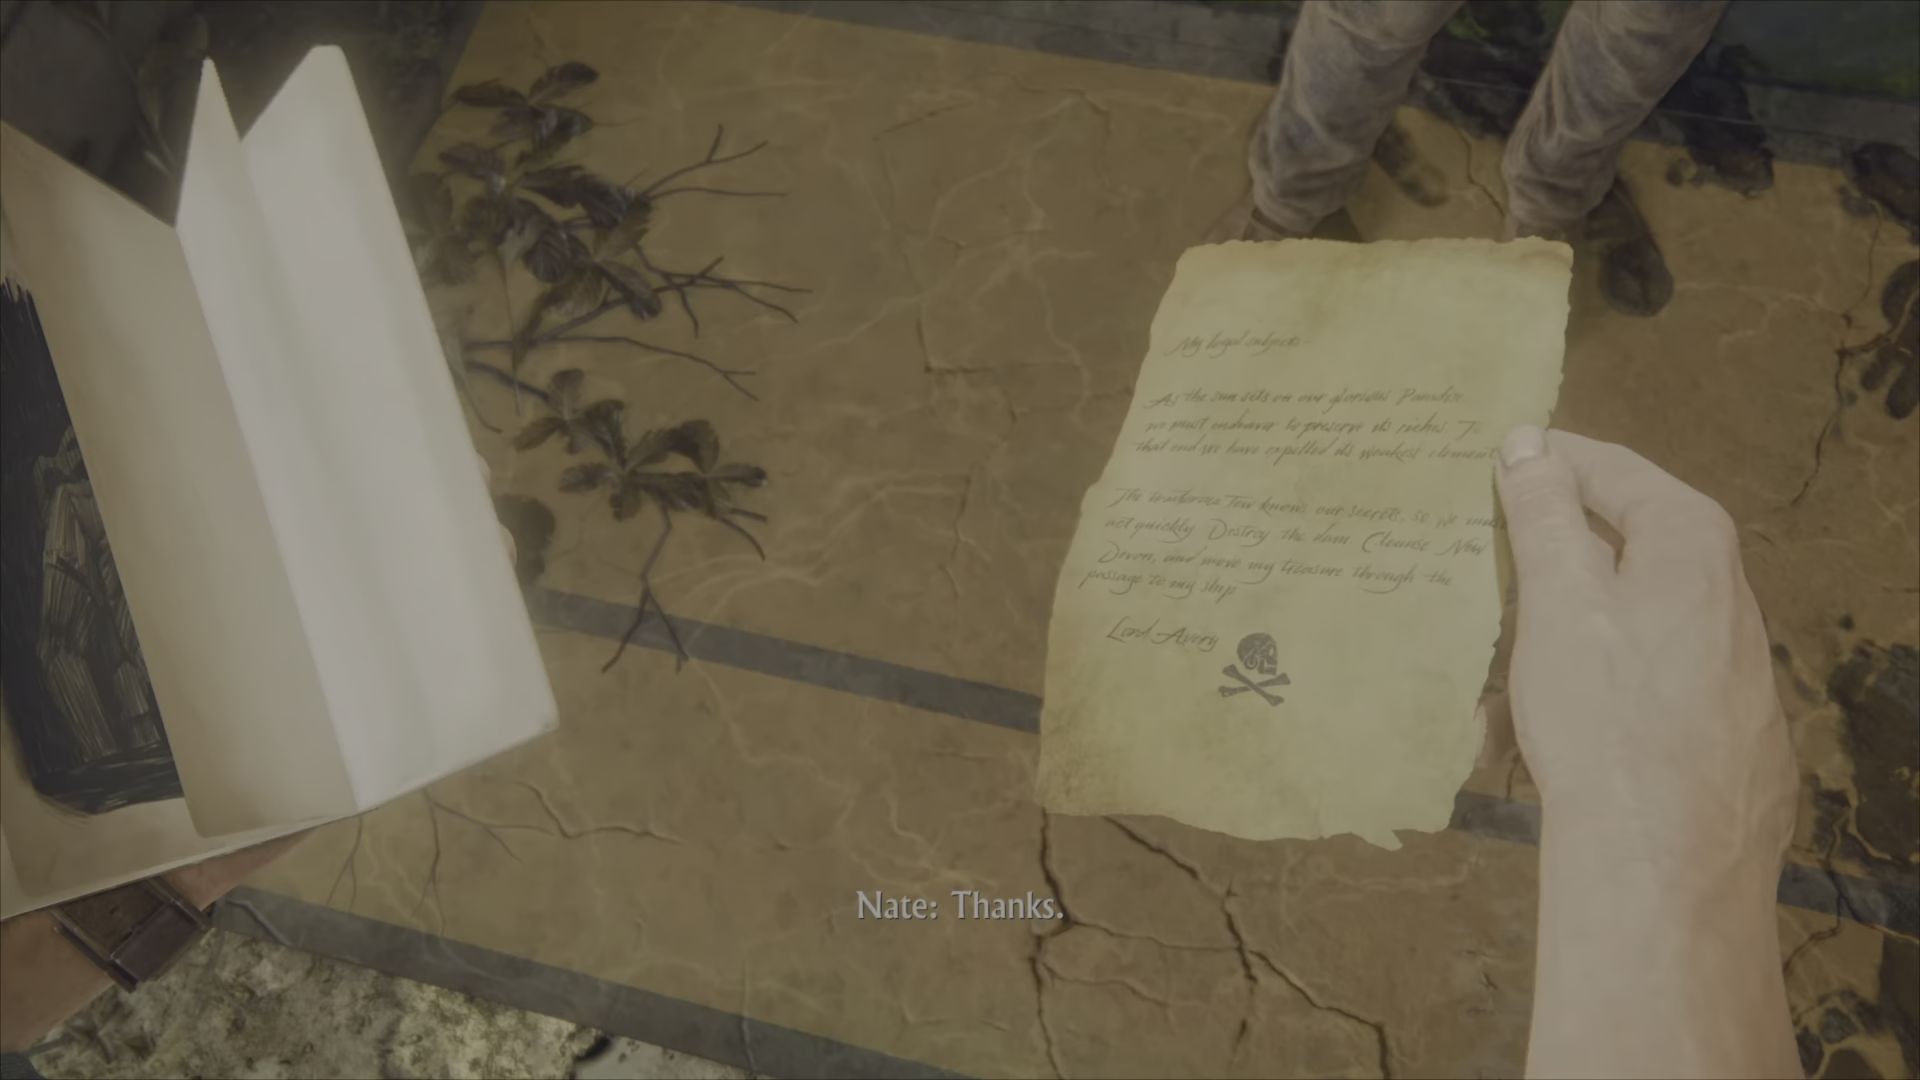 My loyal subjects-
As the sun sets on our glorious Paradise
we must endeavor to preserve its riches To
that end we have expelled its weakest element
The traitorous Tew knows our secrets, so we must
act quickly Destroy the dam Cleanse New
Devon, and move my treasure through the
passage to my ship
Lord Avery
Nate: Thanks.